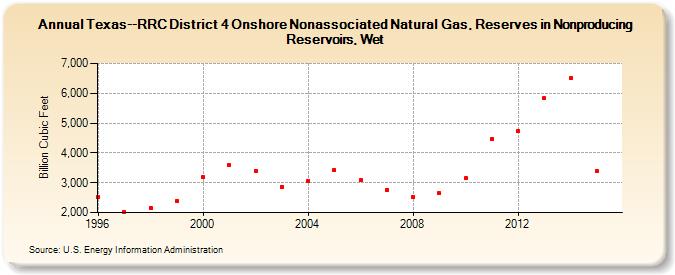 Annual Texas--RRC District 4 Onshore Nonassociated Natural Gas, Reserves in Nonproducing
Reservoirs, Wet
Billion Cubic Feet
7,000
6,000
5,000
4,000
3,000
2,000
1996
2000
2004
2008
2012
Source: U.S. Energy Information Administration